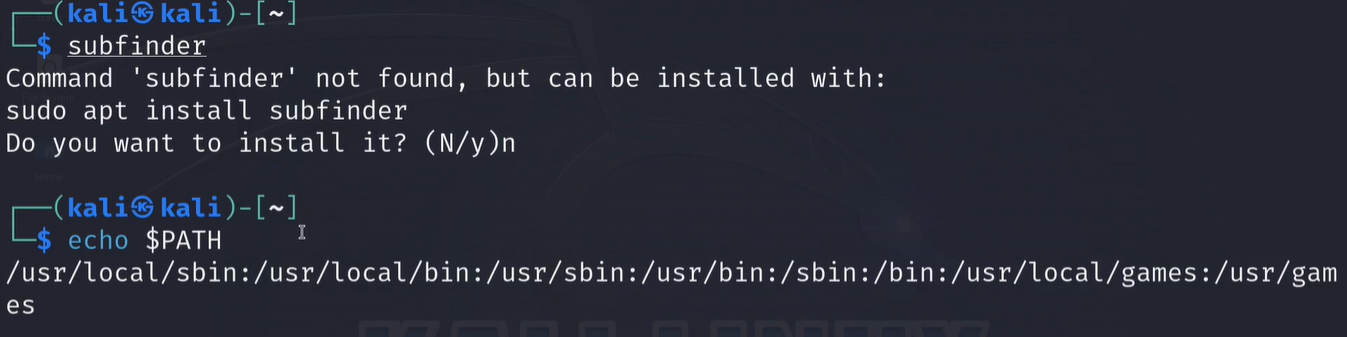 ┌──(kali㉿kali)-[~]
└─$ subfinder
Command 'subfinder' not found, but can be installed with:
sudo apt install subfinder
Do you want to install it? (N/y)n
┌──(kali㉿kali)-[~]
└─$ echo $PATH
/usr/local/sbin:/usr/local/bin:/usr/sbin:/usr/bin:/sbin:/bin:/usr/local/games:/usr/gam
es